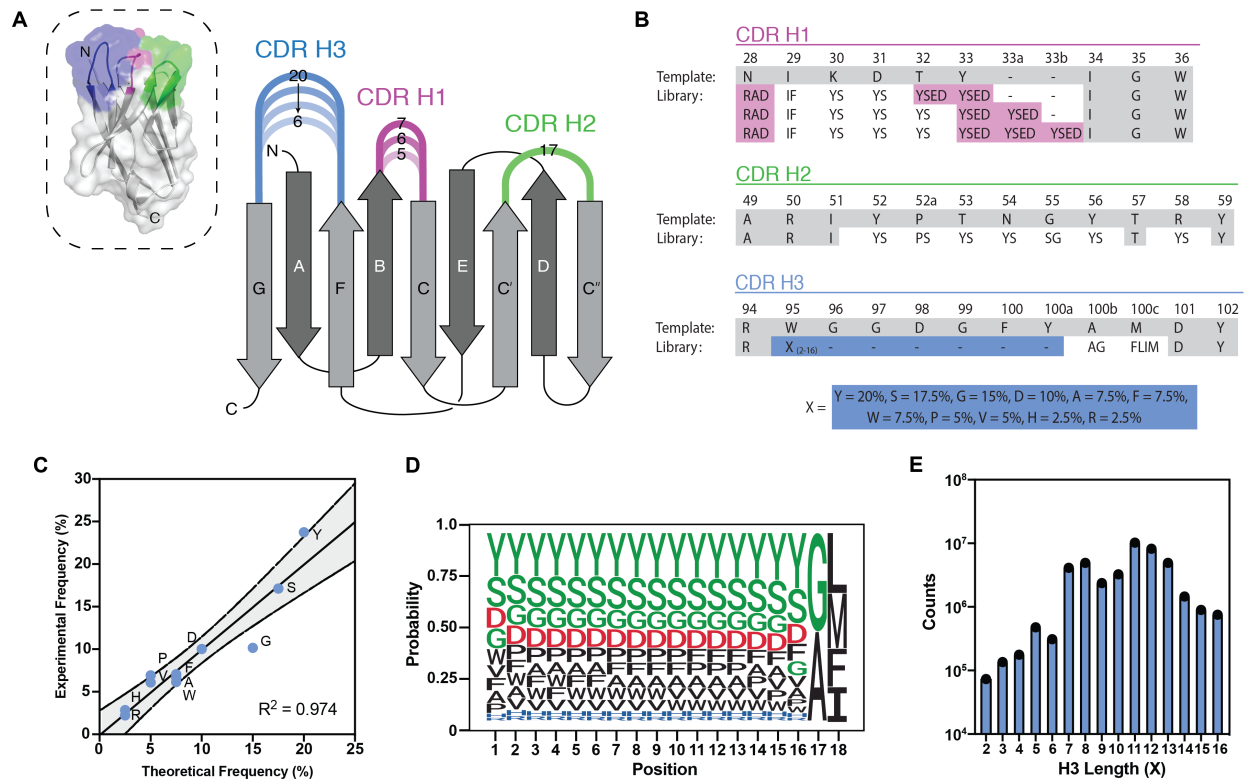 A
N
C
CDR H3
20
6
CDR H1
7
6
5
CDR H2
17
N
G
A
F
B
C
E
C'
D
C''
C
B
CDR H1
28 29 30 31 32 33 33a 33b 34 35 36
Template: N I K D T Y - - I G W
Library: RAD IF YS YS YSED YSED - I G W
RAD IF YS YS YS YSED YSED - I G W
RAD IF YS YS YS YSED YSED YSED I G W
CDR H2
49 50 51 52 52a 53 54 55 56 57 58 59
Template: A R I Y P T N G Y T R Y
Library: A R I YS PS YS YS SG YS T YS Y
CDR H3
94 95 96 97 98 99 100 100a 100b 100c 101 102
Template: R W G G D G F Y A M D Y
Library: R X (2-16) - - - - - - AG FLIM D Y
X = Y = 20%, S = 17.5%, G = 15%, D = 10%, A = 7.5%, F = 7.5%,
W = 7.5%, P = 5%, V = 5%, H = 2.5%, R = 2.5%
C
Experimental Frequency (%)
30
25
20
15
10
5
0
Y
S
G
D
P
V
F
A
W
H
R
R² = 0.974
0 5 10 15 20 25
Theoretical Frequency (%)
D
Probability
1.0
0.75
0.50
0.25
0
YYYYYYYYYYYYYYYYGL
SSSSSSSSSSSSSSSSAM
DGGGGGGGGGGGGGGDFI
GDDDDDDDDDDDDDDFG
1 2 3 4 5 6 7 8 9 10 11 12 13 14 15 16 17 18
Position
E
Counts
10⁸
10⁷
10⁶
10⁵
10⁴
2 3 4 5 6 7 8 9 10 11 12 13 14 15 16
H3 Length (X)